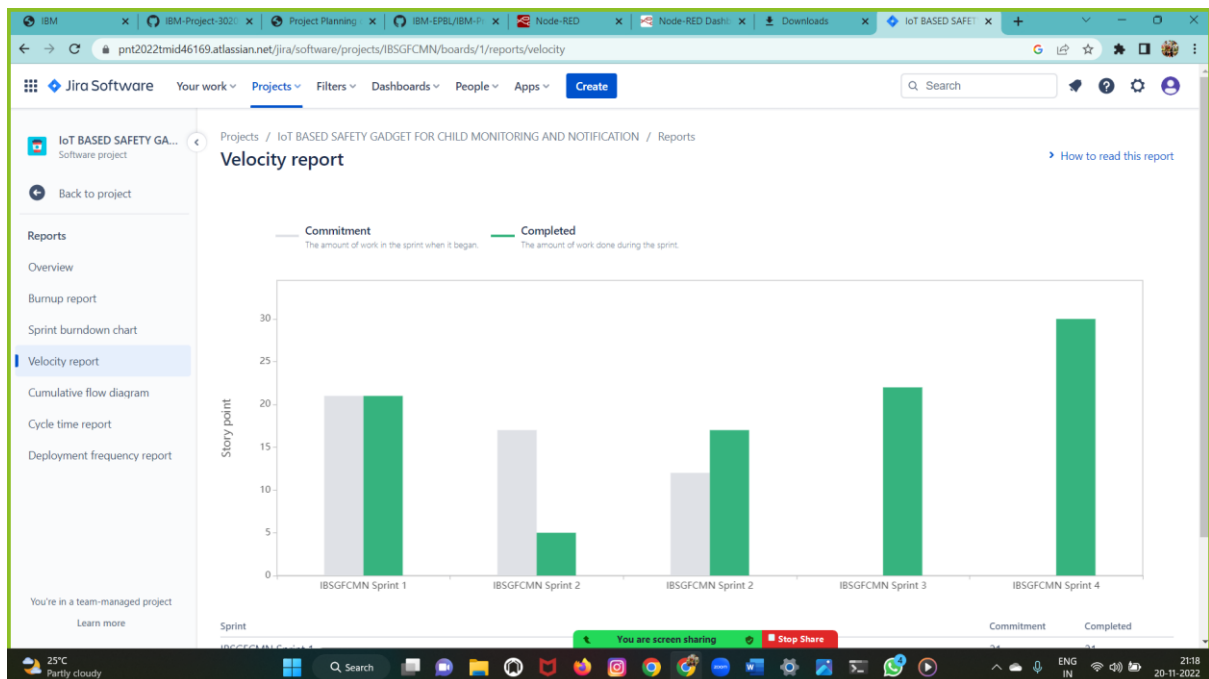 IBM
IBM-Project-3020
Project Planning
IBM-EPBL/IBM-Pr
Node-RED
Node-RED Dashb
Downloads
IoT BASED SAFET
pnt2022tmid46169.atlassian.net/jira/software/projects/IBSGFCMN/boards/1/reports/velocity
Jira Software
Your work
Projects
Filters
Dashboards
People
Apps
Create
Search
IoT BASED SAFETY GA...
Software project
Back to project
Reports
Overview
Burnup report
Sprint burndown chart
Velocity report
Cumulative flow diagram
Cycle time report
Deployment frequency report
You're in a team-managed project
Learn more
Projects / IoT BASED SAFETY GADGET FOR CHILD MONITORING AND NOTIFICATION / Reports
Velocity report
How to read this report
Commitment
The amount of work in the sprint when it began.
Completed
The amount of work done during the sprint.
Story point
30
25
20
15
10
5
0
IBSGFCMN Sprint 1
IBSGFCMN Sprint 2
IBSGFCMN Sprint 2
IBSGFCMN Sprint 3
IBSGFCMN Sprint 4
Sprint Commitment Completed
You are screen sharing
Stop Share
25°C
Partly cloudy
Search
ENG
IN
21:18
20-11-2022